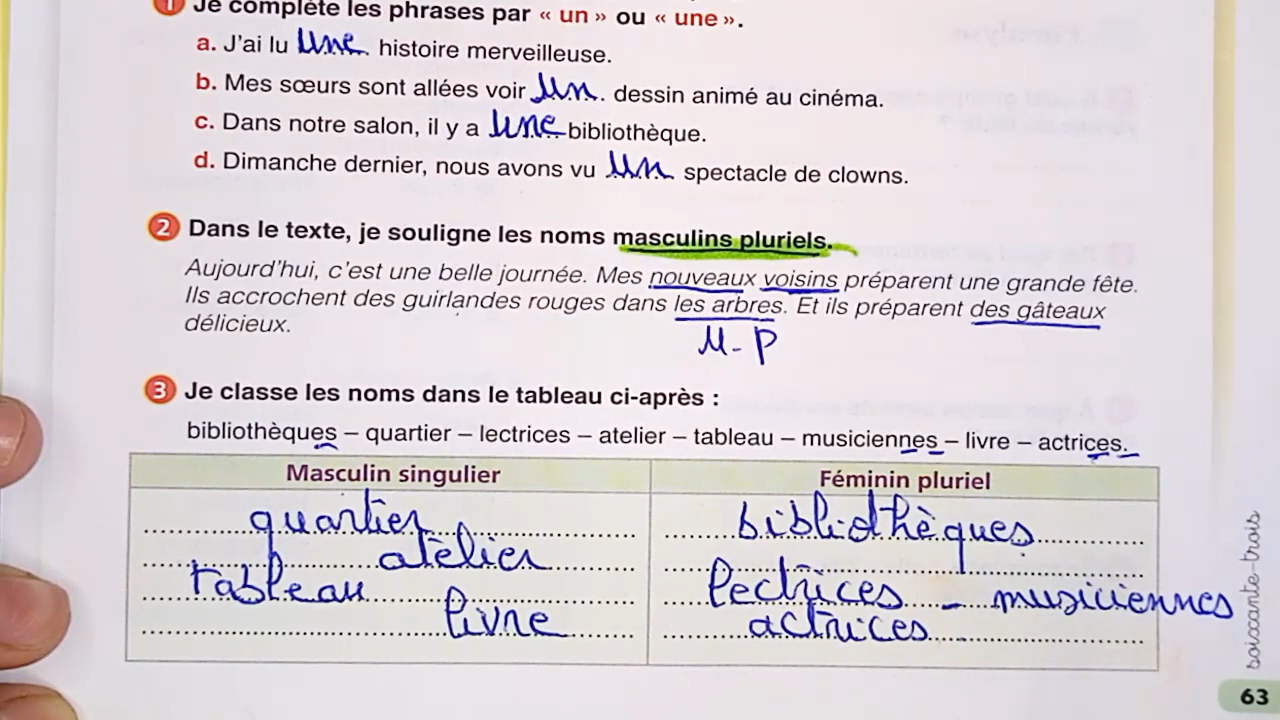 1 Je complète les phrases par « un » ou « une ».
a. J'ai lu une histoire merveilleuse.
b. Mes sœurs sont allées voir un dessin animé au cinéma.
c. Dans notre salon, il y a une bibliothèque.
d. Dimanche dernier, nous avons vu un spectacle de clowns.
2 Dans le texte, je souligne les noms masculins pluriels.
Aujourd'hui, c'est une belle journée. Mes nouveaux voisins préparent une grande fête.
Ils accrochent des guirlandes rouges dans les arbres. Et ils préparent des gâteaux
délicieux.
M-P
3 Je classe les noms dans le tableau ci-après :
bibliothèques – quartier – lectrices – atelier – tableau – musiciennes – livre – actrices.
Masculin singulier Féminin pluriel
quartier bibliothèques
atelier
tableau lectrices - musiciennes
livre actrices -
soixante-trois
63